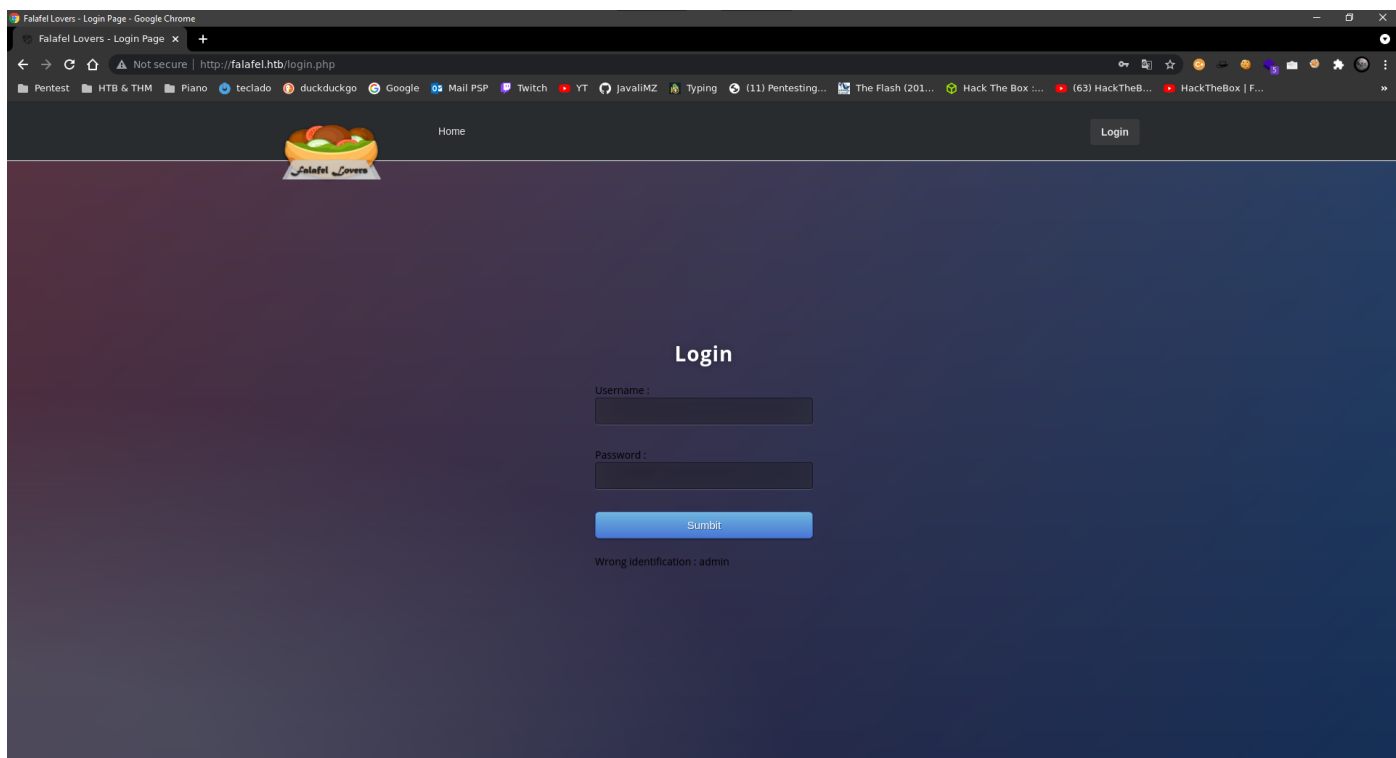 Falafel Lovers - Login Page - Google Chrome
Falafel Lovers - Login Page
Not secure | http://falafel.htb/login.php
5
Pentest HTB & THM Piano teclado duckduckgo Google Mail PSP Twitch YT JavaliMZ Typing (11) Pentesting... The Flash (201... Hack The Box :... (63) HackTheB... HackTheBox | F... »
Home
Login
Falafel Lovers
Login
Username :
Password :
Sumbit
Wrong identification : admin